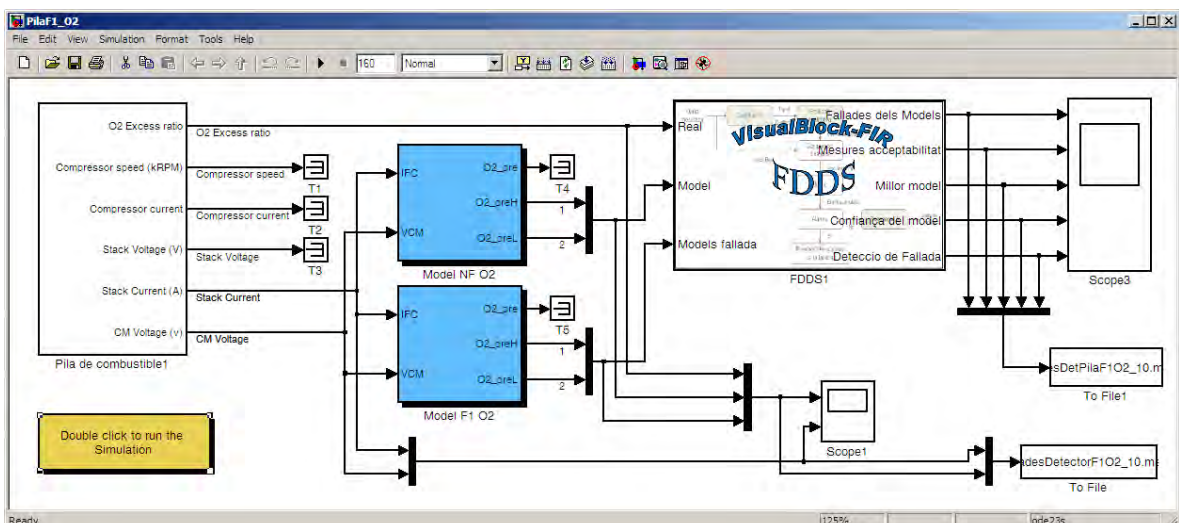 PilaF1_O2
File Edit View Simulation Format Tools Help
160 Normal
O2 Excess ratio
Compressor speed (kRPM)
Compressor current
Stack Voltage (V)
Stack Current (A)
CM Voltage (v)
Pila de combustible1
O2 Excess ratio
Compressor speed
Compressor current
Stack Voltage
Stack Current
CM Voltage
T1
T2
T3
IFC
VCM
O2_pre
O2_preH
O2_preL
Model NF O2
T4
1
2
IFC
VCM
O2_pre
O2_preH
O2_preL
Model F1 O2
T5
1
2
Real
Model
Models fallada
VisualBlock-FIR
FDDS
Fallades dels Models
Mesures acceptabilitat
Millor model
Confiança del model
Deteccio de Fallada
FDDS1
Scope3
esDetPilaF1O2_10.m
To File1
Scope1
adesDetectorF1O2_10.m
To File
Double click to run the
Simulation
Ready 125% ode23s